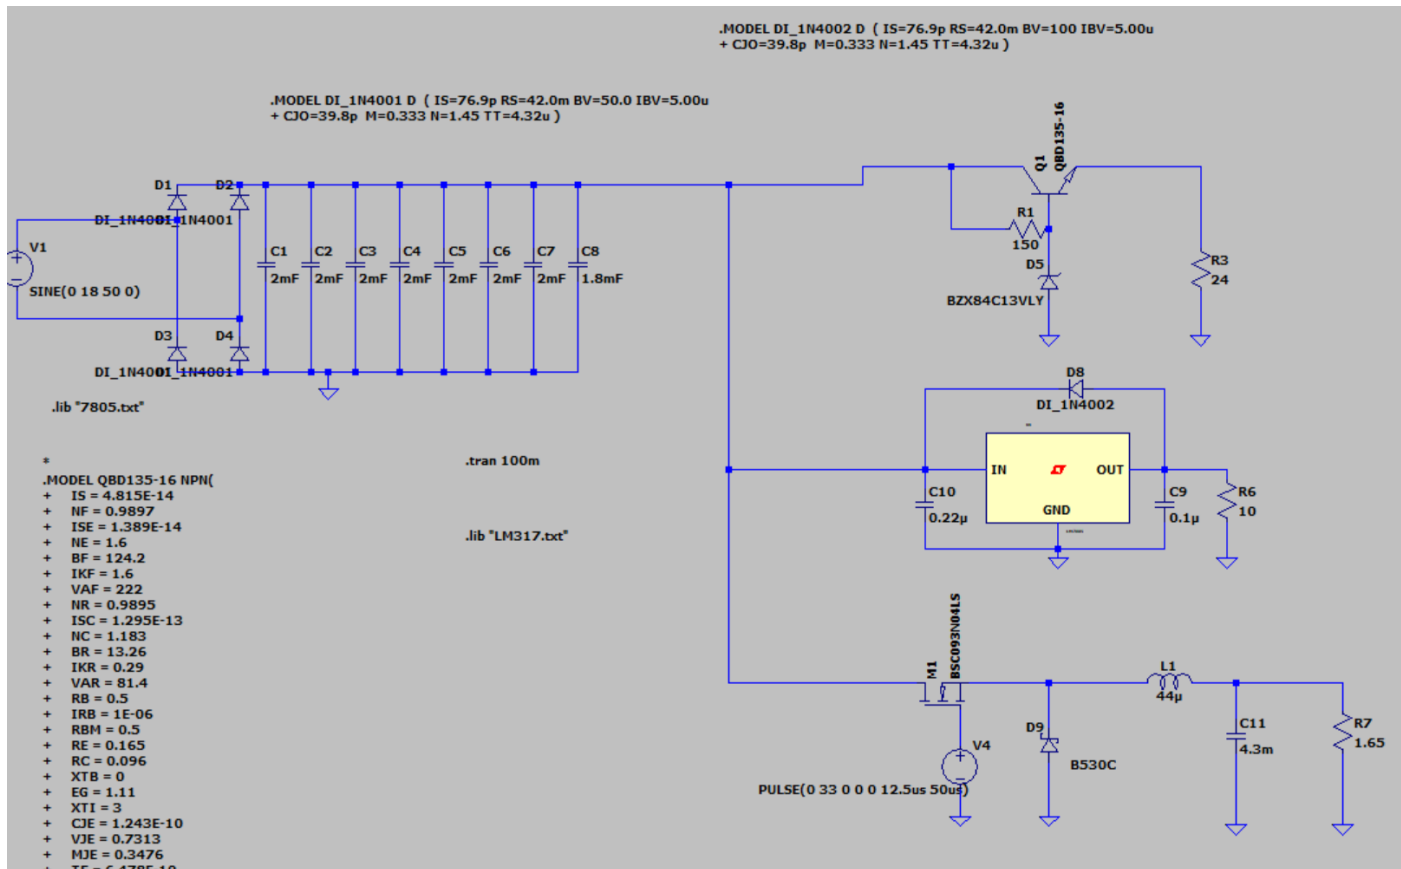 .MODEL DI_1N4002 D ( IS=76.9p RS=42.0m BV=100 IBV=5.00u
+ CJO=39.8p M=0.333 N=1.45 TT=4.32u )
.MODEL DI_1N4001 D ( IS=76.9p RS=42.0m BV=50.0 IBV=5.00u
+ CJO=39.8p M=0.333 N=1.45 TT=4.32u )
D1
D2
DI_1N4001
DI_1N4001
V1
SINE(0 18 50 0)
D3
D4
DI_1N4001
DI_1N4001
C1
2mF
C2
2mF
C3
2mF
C4
2mF
C5
2mF
C6
2mF
C7
2mF
C8
1.8mF
Q1
QBD135-16
R1
150
D5
BZX84C13VLY
R3
24
D8
DI_1N4002
IN
OUT
GND
C10
0.22µ
C9
0.1µ
R6
10
M1
BSC093N04LS
V4
PULSE(0 33 0 0 0 12.5us 50us)
D9
B530C
L1
44µ
C11
4.3m
R7
1.65
.lib "7805.txt"
.tran 100m
.lib "LM317.txt"
*
.MODEL QBD135-16 NPN(
+ IS = 4.815E-14
+ NF = 0.9897
+ ISE = 1.389E-14
+ NE = 1.6
+ BF = 124.2
+ IKF = 1.6
+ VAF = 222
+ NR = 0.9895
+ ISC = 1.295E-13
+ NC = 1.183
+ BR = 13.26
+ IKR = 0.29
+ VAR = 81.4
+ RB = 0.5
+ IRB = 1E-06
+ RBM = 0.5
+ RE = 0.165
+ RC = 0.096
+ XTB = 0
+ EG = 1.11
+ XTI = 3
+ CJE = 1.243E-10
+ VJE = 0.7313
+ MJE = 0.3476